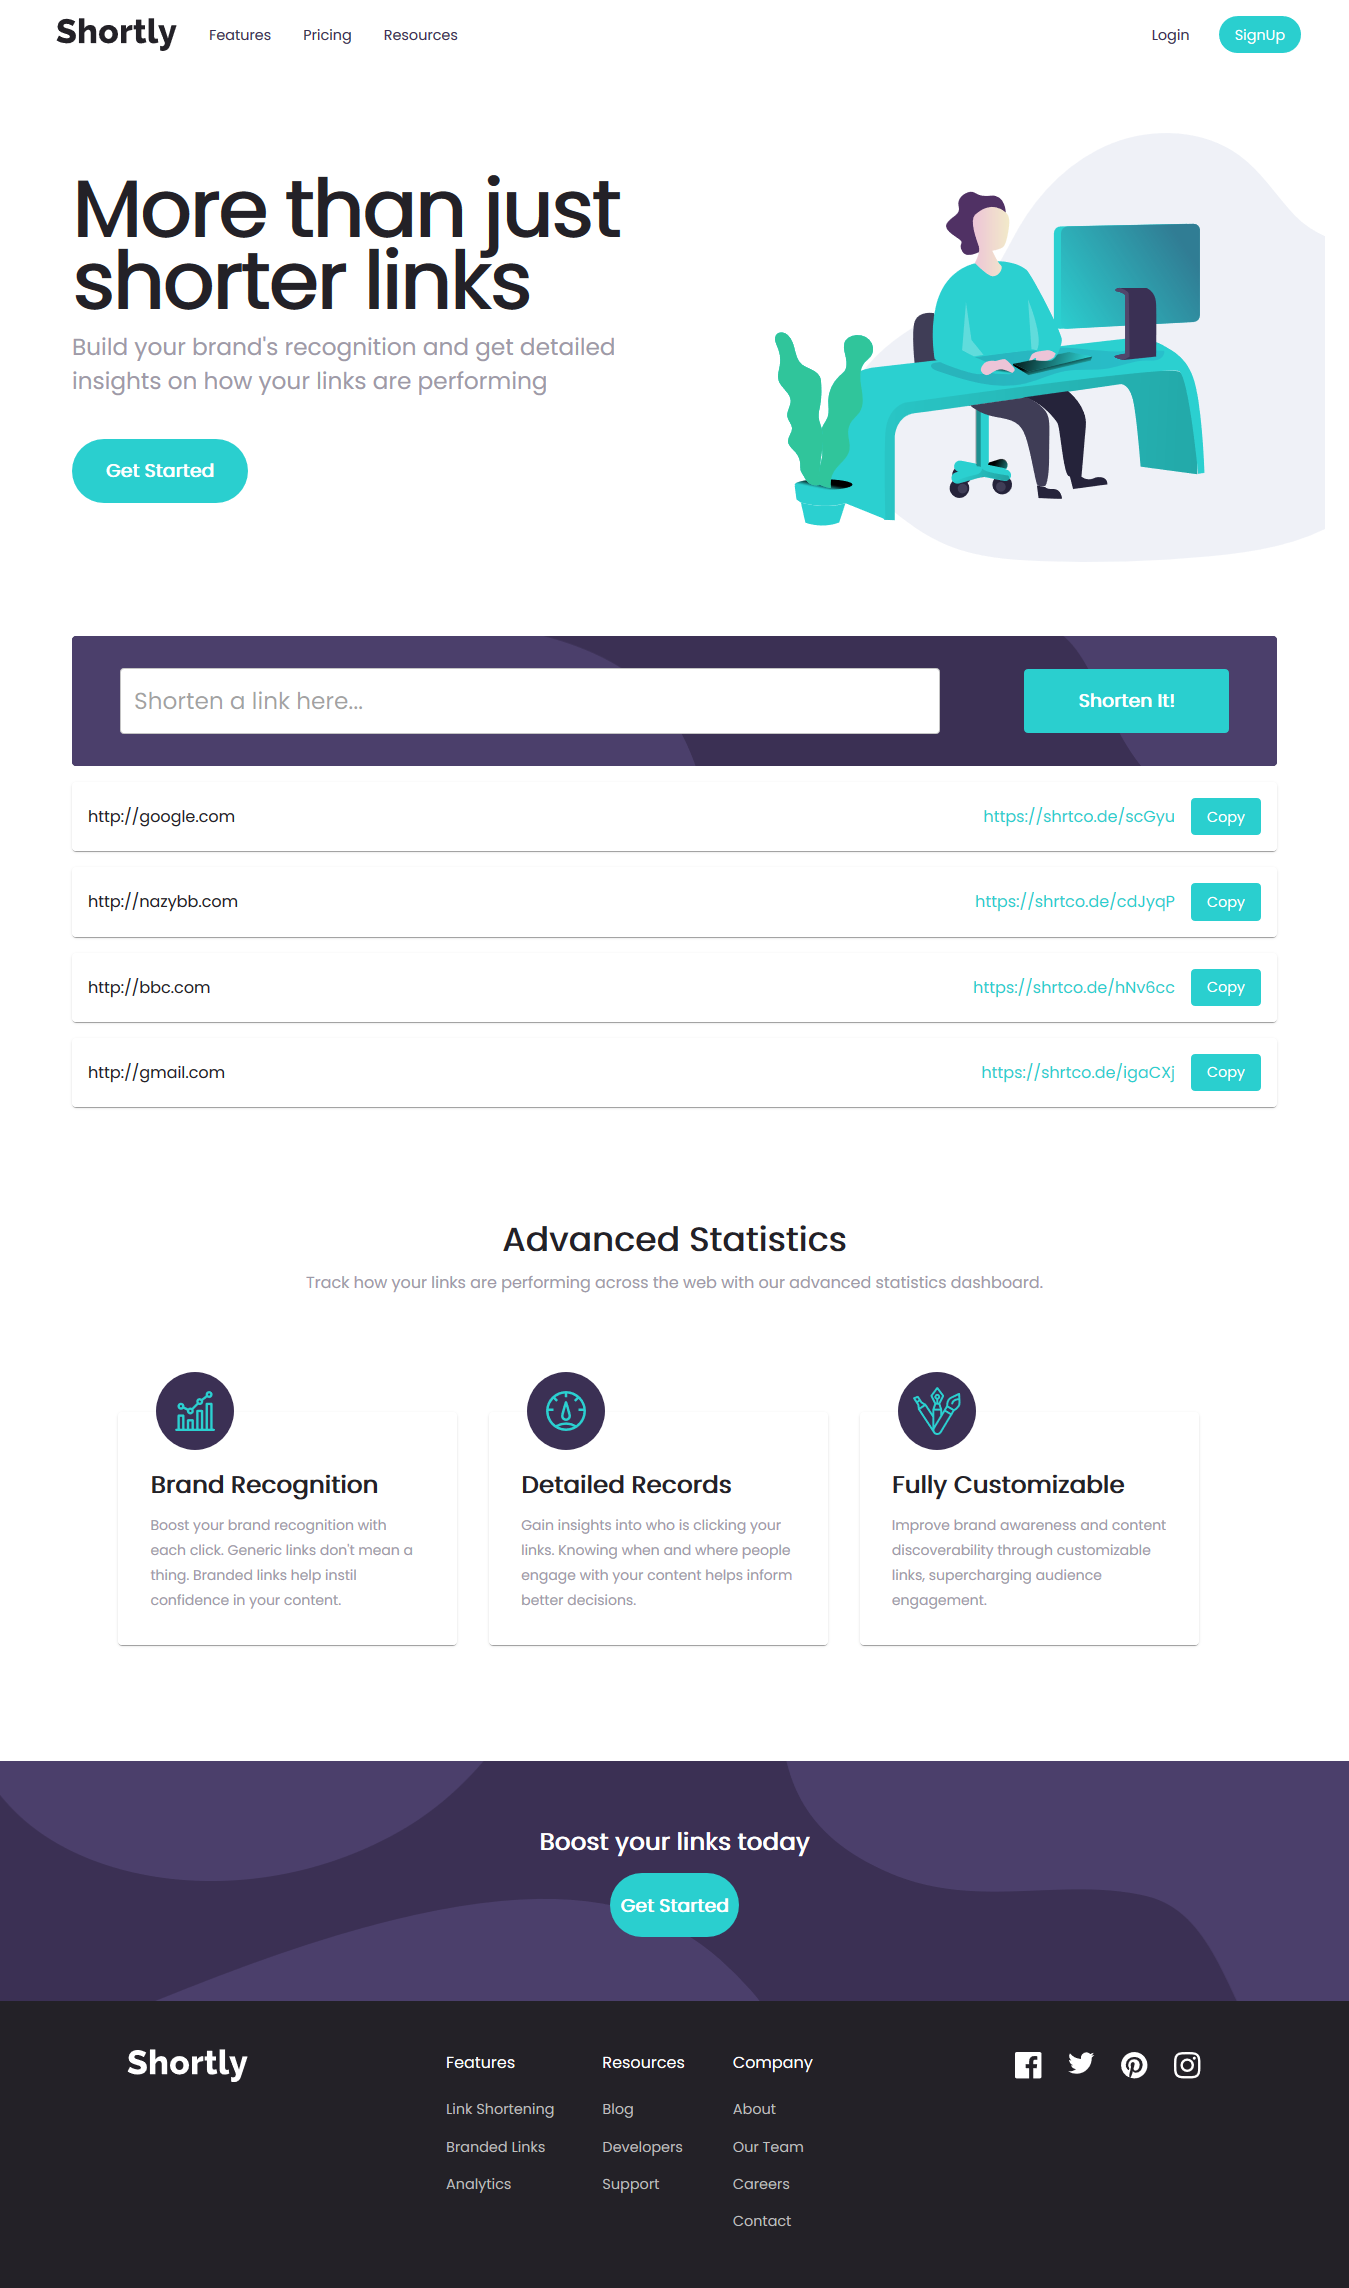 Shortly
Features
Pricing
Resources
Login
SignUp
More than just
shorter links
Build your brand's recognition and get detailed
insights on how your links are performing
Get Started
Shorten a link here...
Shorten It!
http://google.com
https://shrtco.de/scGyu
Copy
http://nazybb.com
https://shrtco.de/cdJyqP
Copy
http://bbc.com
https://shrtco.de/hNv6cc
Copy
http://gmail.com
https://shrtco.de/igaCXj
Copy
Advanced Statistics
Track how your links are performing across the web with our advanced statistics dashboard.
Brand Recognition
Boost your brand recognition with
each click. Generic links don't mean a
thing. Branded links help instil
confidence in your content.
Detailed Records
Gain insights into who is clicking your
links. Knowing when and where people
engage with your content helps inform
better decisions.
Fully Customizable
Improve brand awareness and content
discoverability through customizable
links, supercharging audience
engagement.
Boost your links today
Get Started
Shortly
Features
Link Shortening
Branded Links
Analytics
Resources
Blog
Developers
Support
Company
About
Our Team
Careers
Contact